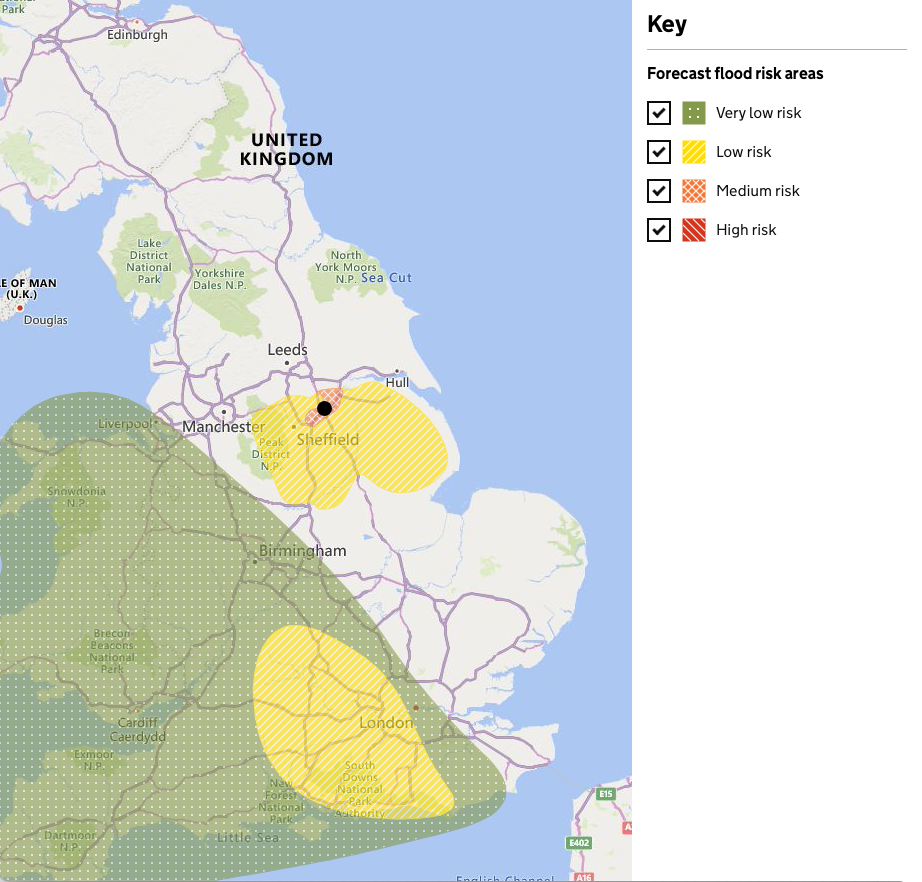 Park
Edinburgh
UNITED
KINGDOM
Lake
District
National
Park
Yorkshire
Dales N.P.
North
York Moors
N.P.
Sea Cut
E OF MAN
(U.K.)
Douglas
Leeds
Hull
Liverpool
Manchester
Sheffield
Peak
District
N.P.
Snowdonia
N.P.
Birmingham
Brecon
Beacons
National
Park
Cardiff
Caerdydd
London
Exmoor
N.P.
South
Downs
National
Park
Authority
New
Forest
National
Park
Dartmoor
N.P.
Little Sea
English Channel
E15
E402
A16
Key
Forecast flood risk areas
Very low risk
Low risk
Medium risk
High risk